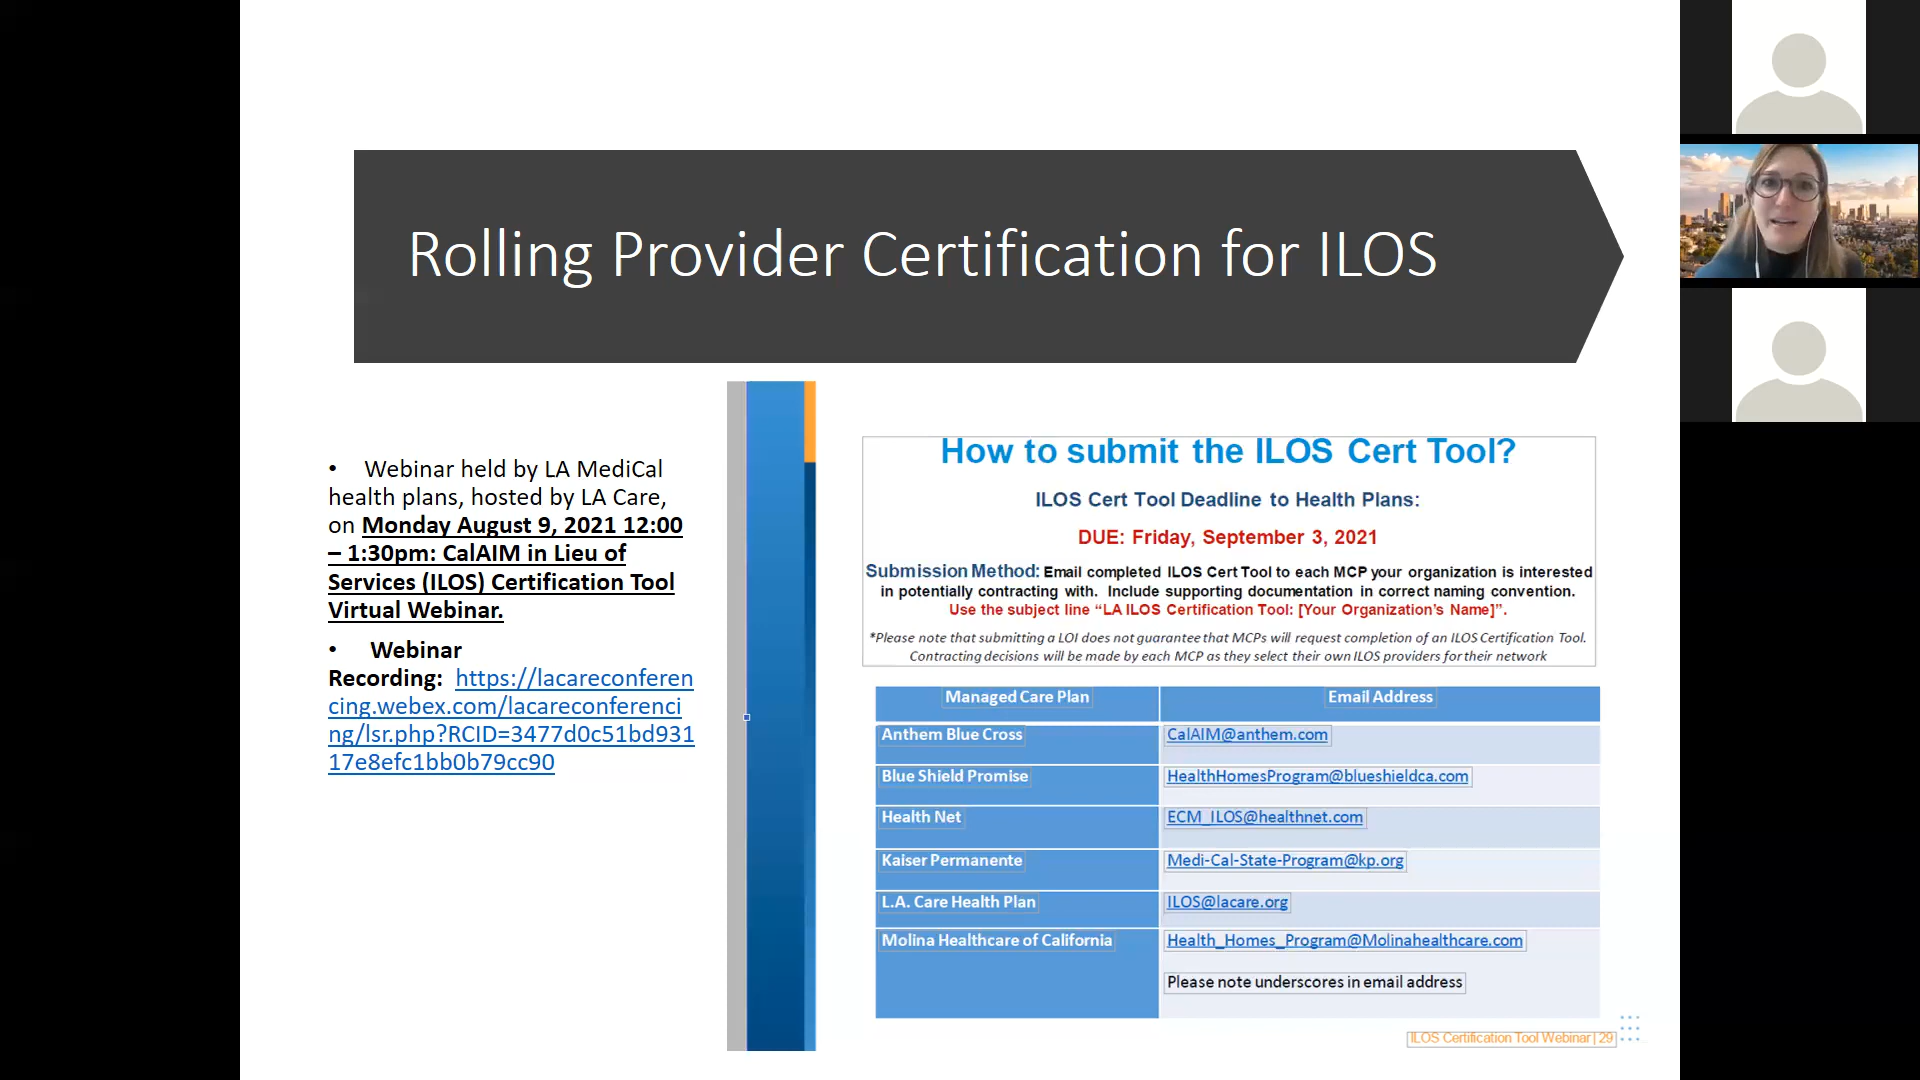 Rolling Provider Certification for ILOS
• Webinar held by LA MediCal
health plans, hosted by LA Care,
on Monday August 9, 2021 12:00
– 1:30pm: CalAIM in Lieu of
Services (ILOS) Certification Tool
Virtual Webinar.
• Webinar
Recording: https://lacareconferen
cing.webex.com/lacareconferenci
ng/lsr.php?RCID=3477d0c51bd931
17e8efc1bb0b79cc90
How to submit the ILOS Cert Tool?
ILOS Cert Tool Deadline to Health Plans:
DUE: Friday, September 3, 2021
Submission Method: Email completed ILOS Cert Tool to each MCP your organization is interested
in potentially contracting with. Include supporting documentation in correct naming convention.
Use the subject line “LA ILOS Certification Tool: [Your Organization’s Name]”.
*Please note that submitting a LOI does not guarantee that MCPs will request completion of an ILOS Certification Tool.
Contracting decisions will be made by each MCP as they select their own ILOS providers for their network
Managed Care Plan Email Address
Anthem Blue Cross CalAIM@anthem.com
Blue Shield Promise HealthHomesProgram@blueshieldca.com
Health Net ECM_ILOS@healthnet.com
Kaiser Permanente Medi-Cal-State-Program@kp.org
L.A. Care Health Plan ILOS@lacare.org
Molina Healthcare of California Health_Homes_Program@Molinahealthcare.com
Please note underscores in email address
ILOS Certification Tool Webinar | 29